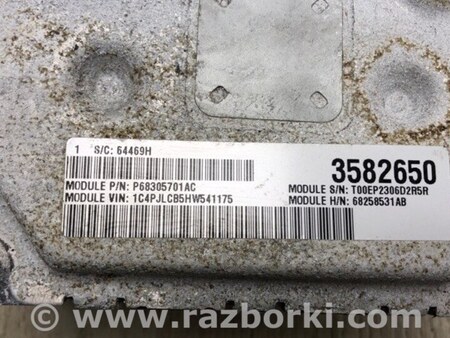 1 S/C: 64469H
3582650
MODULE P/N: P68305701AC
MODULE S/N: T00EP2306D2R5R
MODULE VIN: 1C4PJLCB5HW541175
MODULE H/N: 68258531AB
www.razborki.com